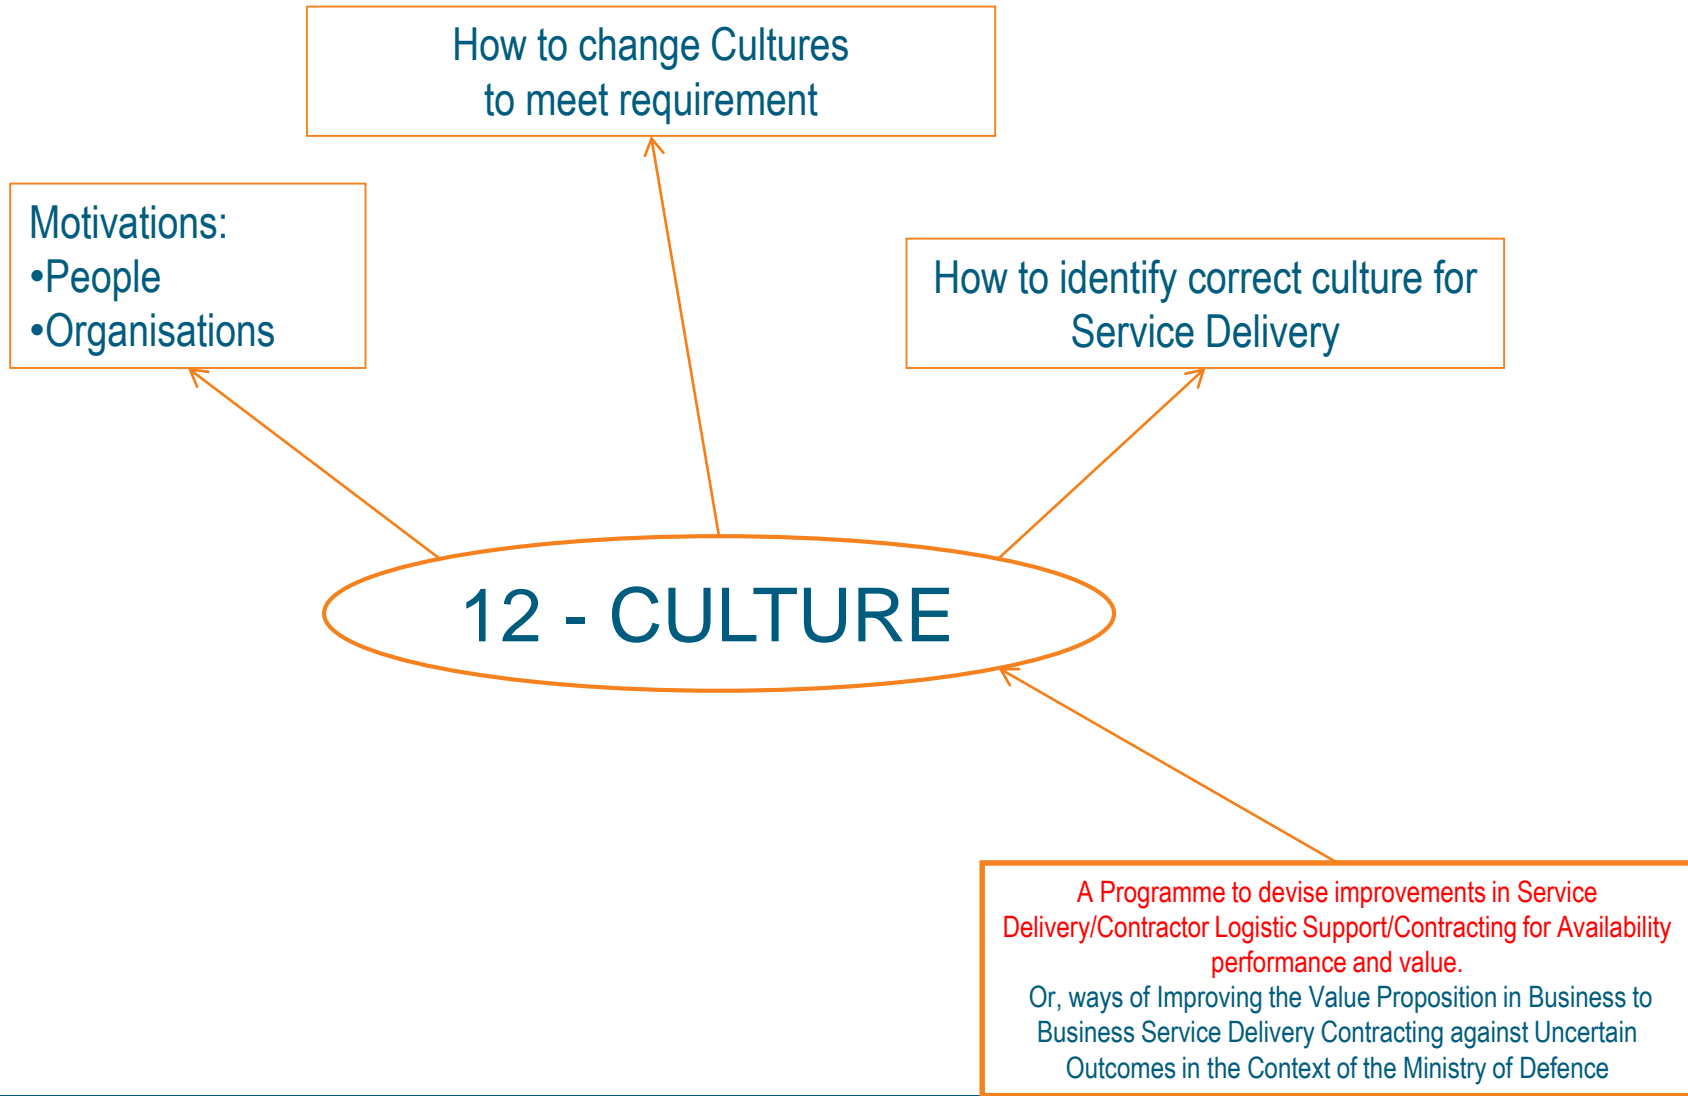 How to change Cultures
to meet requirement
Motivations:
•People
•Organisations
How to identify correct culture for
Service Delivery
12 - CULTURE
A Programme to devise improvements in Service
Delivery/Contractor Logistic Support/Contracting for Availability
performance and value.
Or, ways of Improving the Value Proposition in Business to
Business Service Delivery Contracting against Uncertain
Outcomes in the Context of the Ministry of Defence